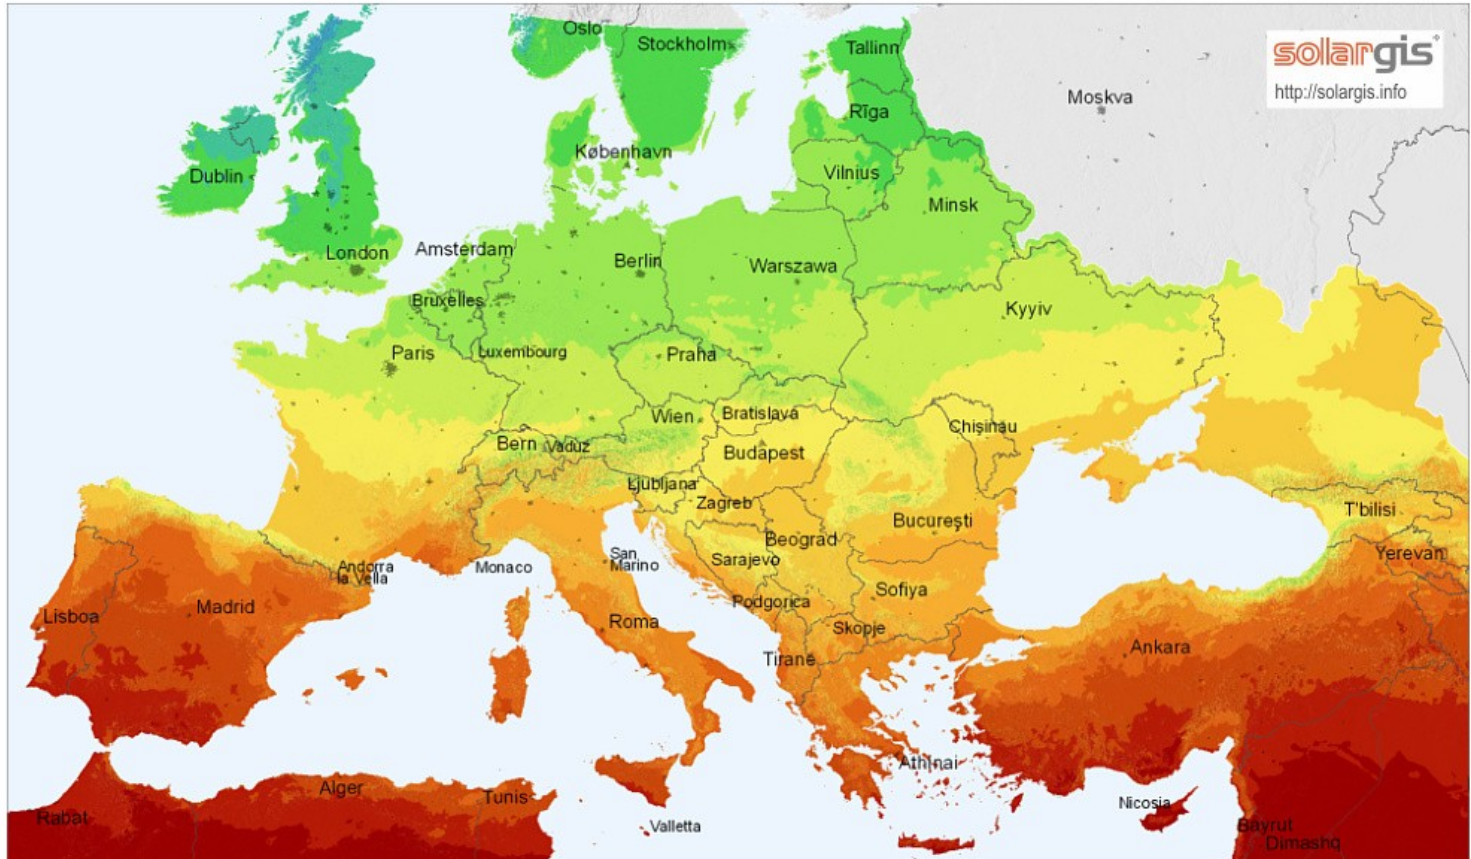 Oslo
Stockholm
Tallinn
solargis
http://solargis.info
Moskva
Rīga
København
Dublin
Vilnius
Minsk
London
Amsterdam
Berlin
Warszawa
Bruxelles
Kyyiv
Paris
Luxembourg
Praha
Wien
Bratislava
Chişinău
Bern
Vaduz
Budapest
Ljubljana
Zagreb
T'bilisi
Bucureşti
Beograd
Yerevan
San
Marino
Sarajevo
Andorra
la Vella
Monaco
Sofiya
Podgorica
Lisboa
Madrid
Roma
Skopje
Ankara
Tiranë
Athínai
Alger
Tunis
Nicosia
Rabat
Valletta
Bayrut
Dimashq